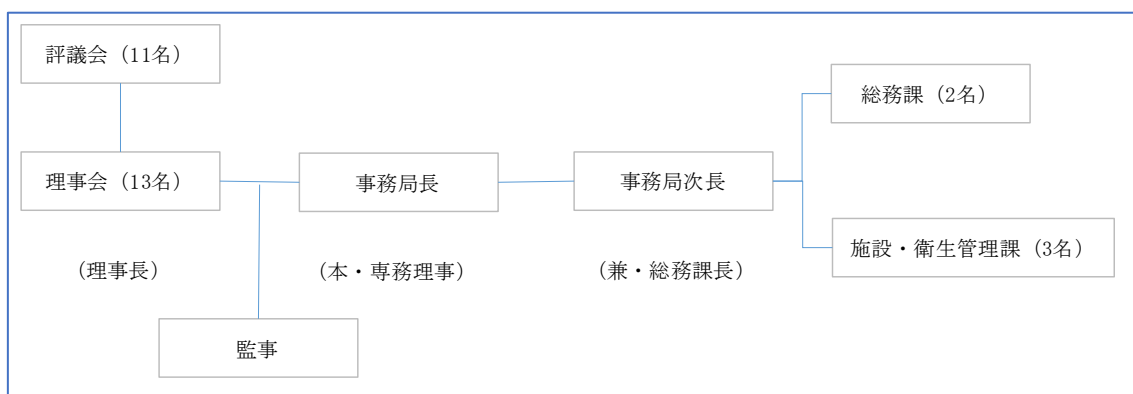 評議会（11名）
総務課（2名）
理事会（13名）
事務局長
事務局次長
施設・衛生管理課（3名）
（理事長）
（本・専務理事）
（兼・総務課長）
監事